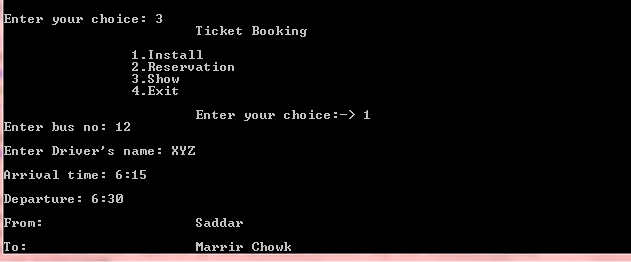 Enter your choice: 3
Ticket Booking
1.Install
2.Reservation
3.Show
4.Exit
Enter your choice:-> 1
Enter bus no: 12
Enter Driver's name: XYZ
Arrival time: 6:15
Departure: 6:30
From: Saddar
To: Marrir Chowk